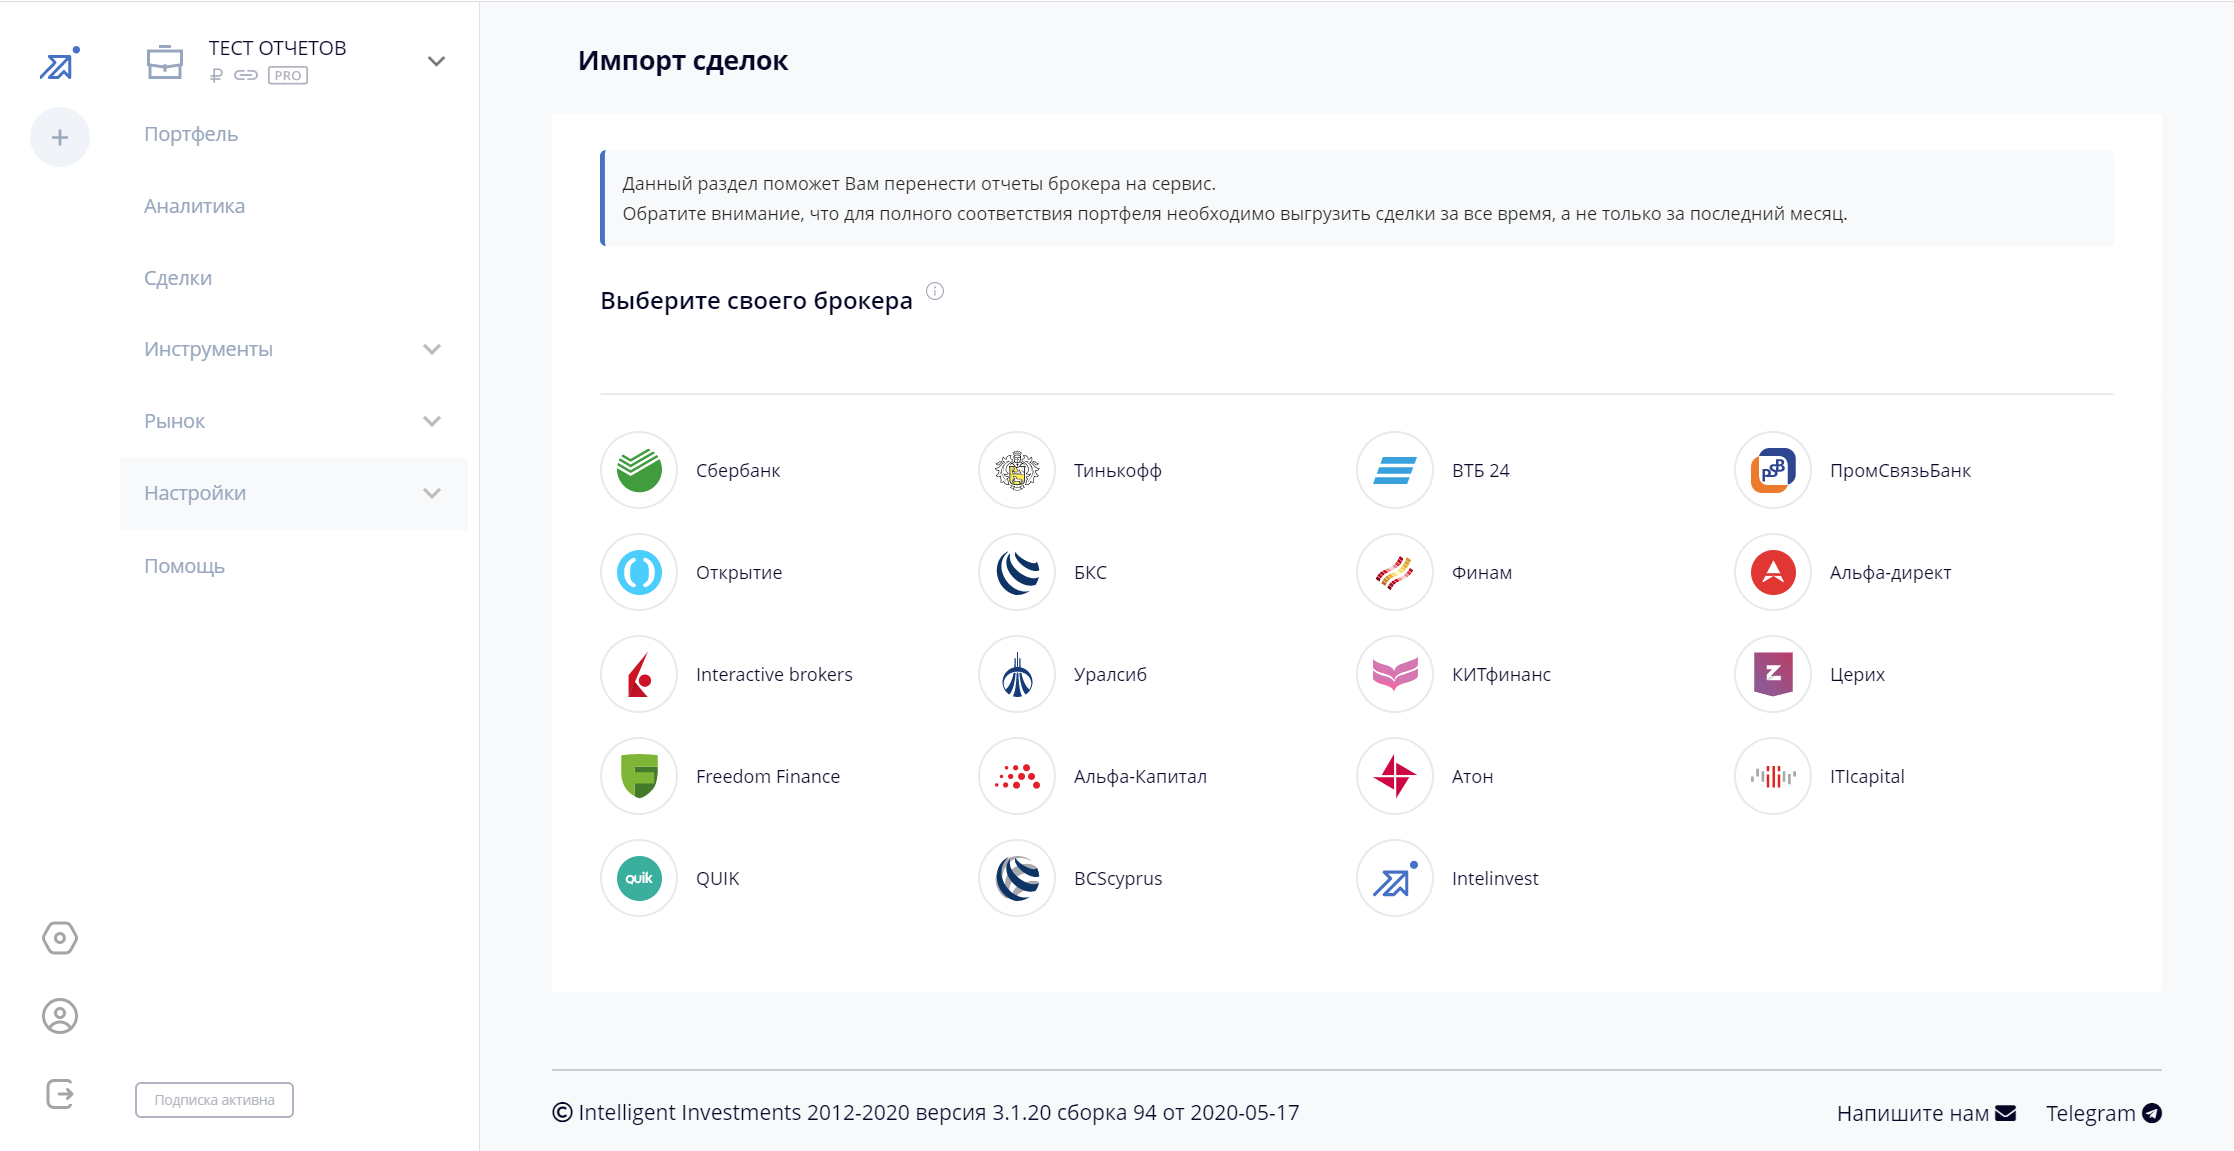 ТЕСТ ОТЧЕТОВ
PRO
Портфель
Аналитика
Сделки
Инструменты
Рынок
Настройки
Помощь
Подписка активна
Импорт сделок
Данный раздел поможет Вам перенести отчеты брокера на сервис.
Обратите внимание, что для полного соответствия портфеля необходимо выгрузить сделки за все время, а не только за последний месяц.
Выберите своего брокера
Сбербанк
Тинькофф
ВТБ 24
PSB
ПромСвязьБанк
Открытие
БКС
Финам
Альфа-директ
Interactive brokers
Уралсиб
КИТфинанс
Z
Церих
F
Freedom Finance
Альфа-Капитал
Атон
ITIcapital
quik
QUIK
BCScyprus
Intelinvest
© Intelligent Investments 2012-2020 версия 3.1.20 сборка 94 от 2020-05-17
Напишите нам
Telegram